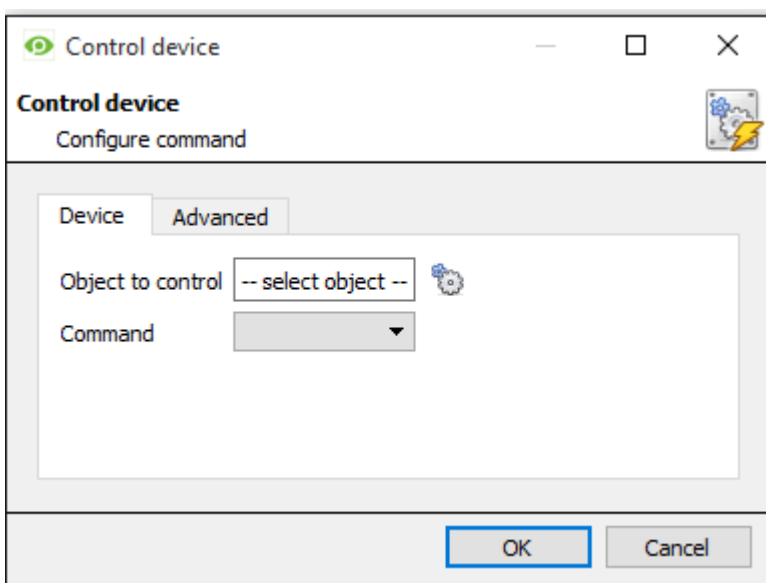 Control device
Control device
Configure command
Device Advanced
Object to control -- select object --
Command
OK Cancel